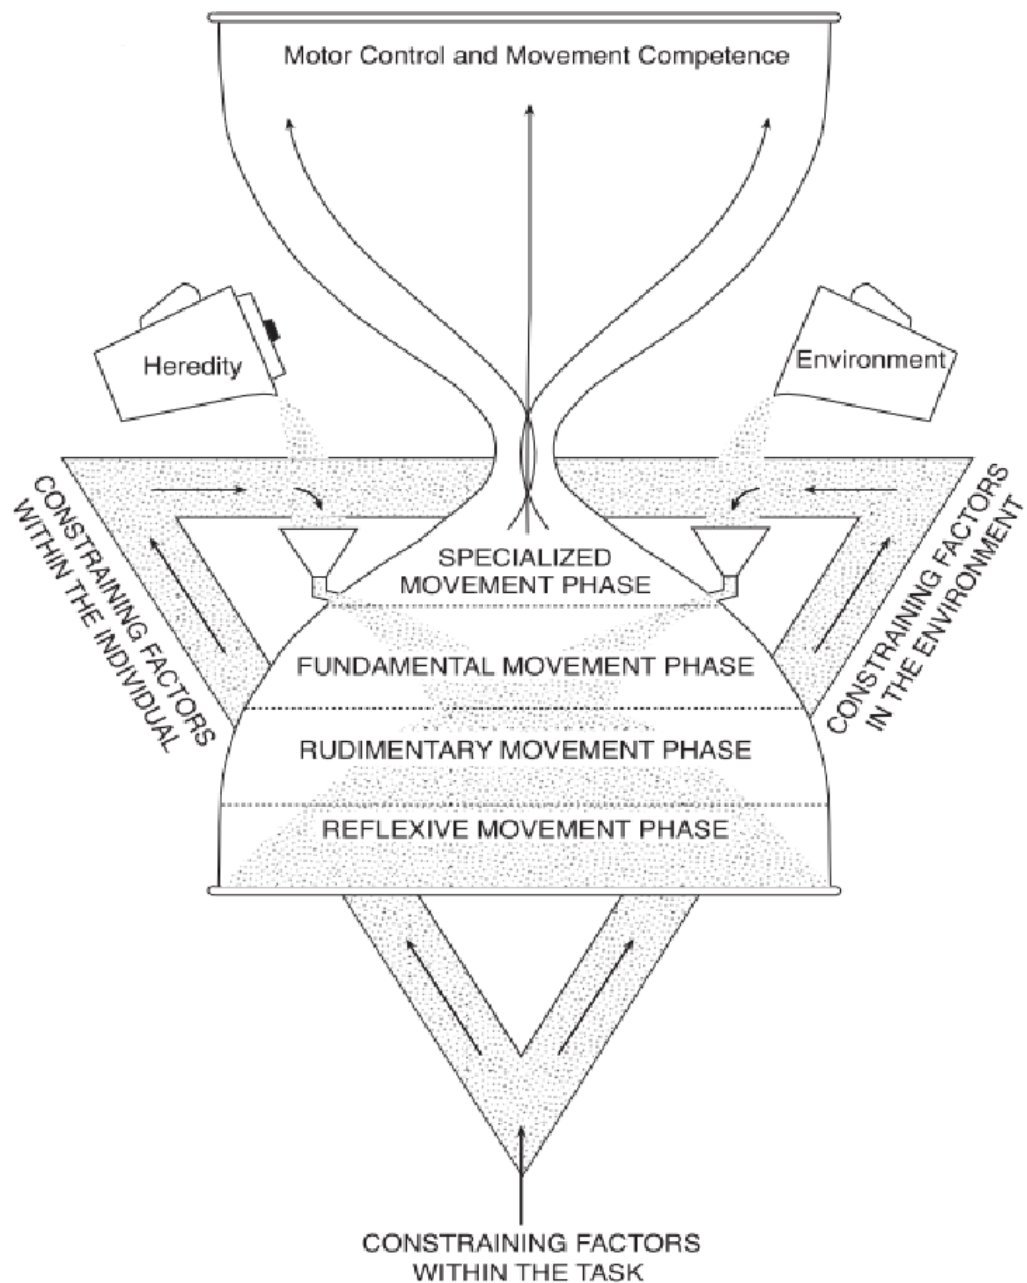 Motor Control and Movement Competence
Heredity
Environment
CONSTRAINING FACTORS
WITHIN THE INDIVIDUAL
CONSTRAINING FACTORS
IN THE ENVIRONMENT
SPECIALIZED
MOVEMENT PHASE
FUNDAMENTAL MOVEMENT PHASE
RUDIMENTARY MOVEMENT PHASE
REFLEXIVE MOVEMENT PHASE
CONSTRAINING FACTORS
WITHIN THE TASK